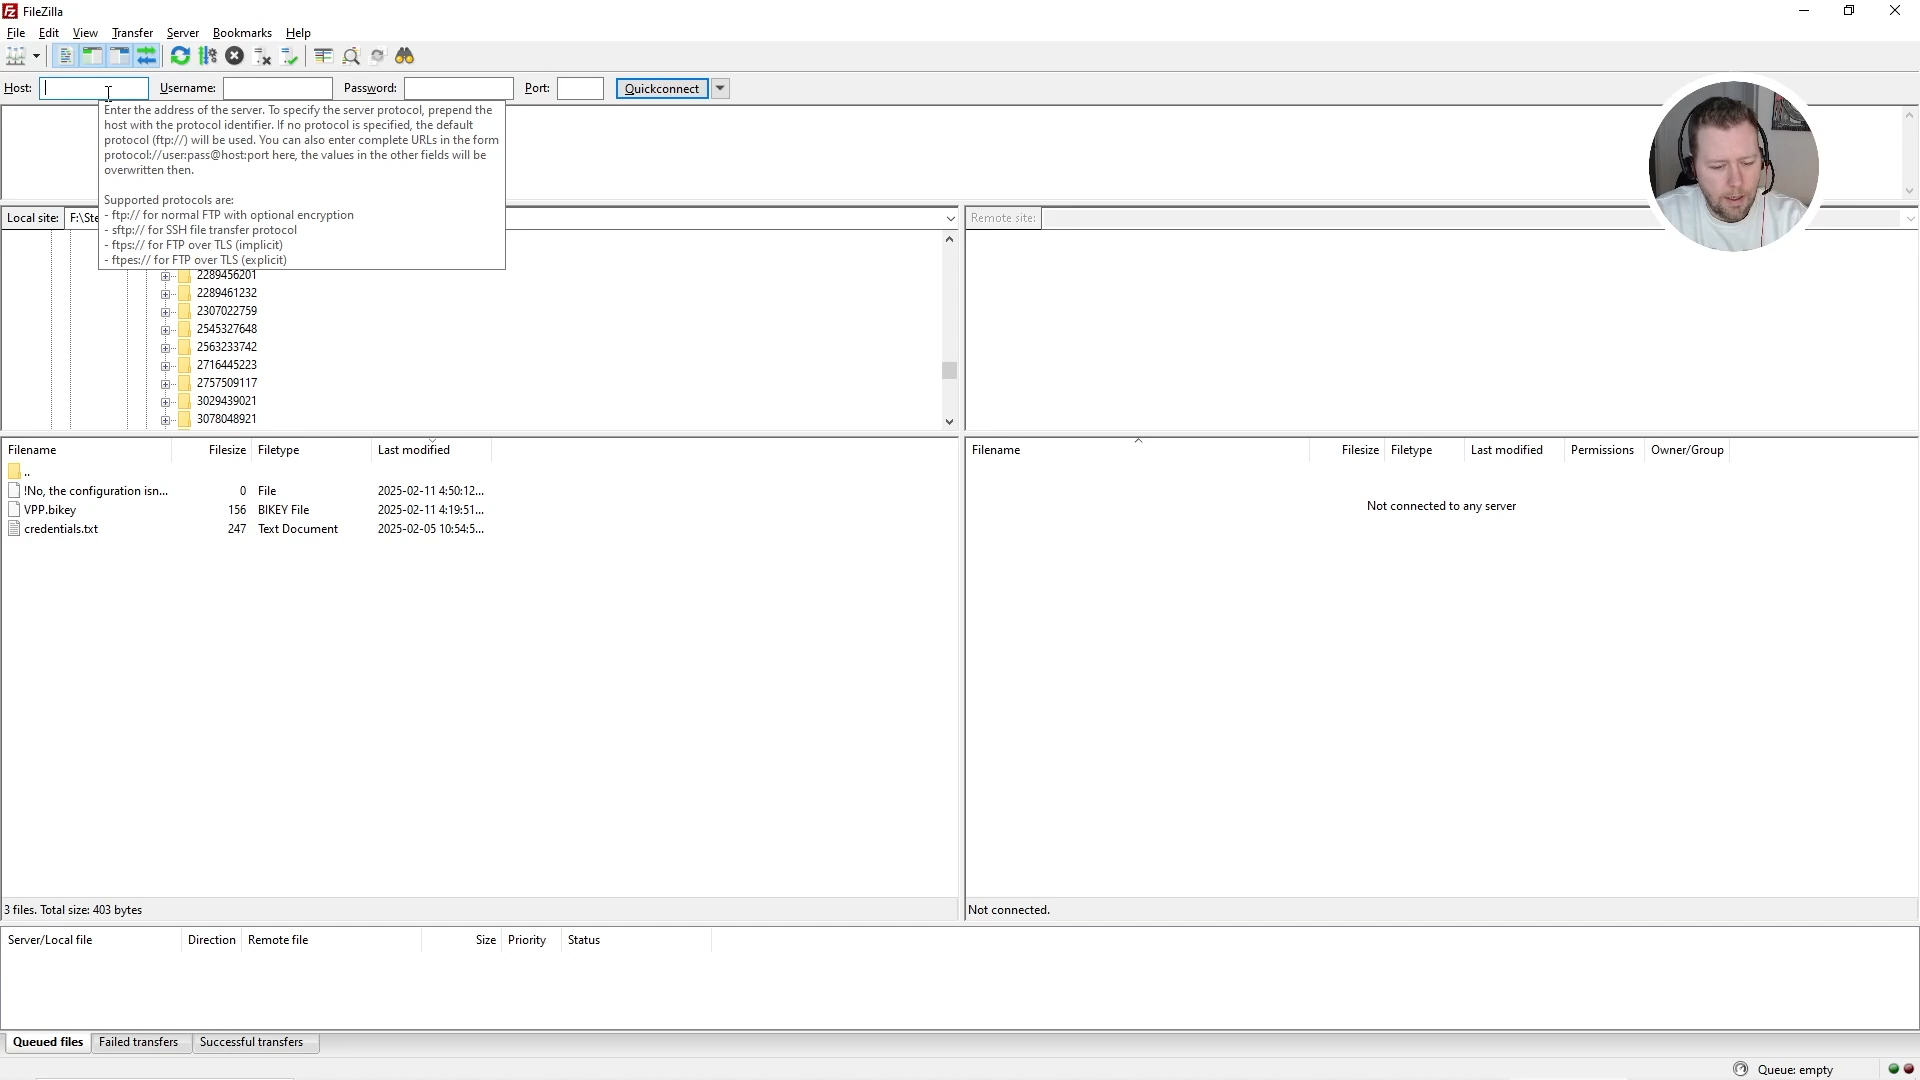 FileZilla
File Edit View Transfer Server Bookmarks Help
Host: Username: Password: Port: Quickconnect
Enter the address of the server. To specify the server protocol, prepend the
host with the protocol identifier. If no protocol is specified, the default
protocol (ftp://) will be used. You can also enter complete URLs in the form
protocol://user:pass@host:port here, the values in the other fields will be
overwritten then.
Supported protocols are:
- ftp:// for normal FTP with optional encryption
- sftp:// for SSH file transfer protocol
- ftps:// for FTP over TLS (implicit)
- ftpes:// for FTP over TLS (explicit)
Local site: F:\Ste
Remote site:
2289456201
2289461232
2307022759
2545327648
2563233742
2716445223
2757509117
3029439021
3078048921
Filename Filesize Filetype Last modified
..
!No, the configuration isn... 0 File 2025-02-11 4:50:12...
VPP.bikey 156 BIKEY File 2025-02-11 4:19:51...
credentials.txt 247 Text Document 2025-02-05 10:54:5...
3 files. Total size: 403 bytes
Filename Filesize Filetype Last modified Permissions Owner/Group
Not connected to any server
Not connected.
Server/Local file Direction Remote file Size Priority Status
Queued files Failed transfers Successful transfers
Queue: empty